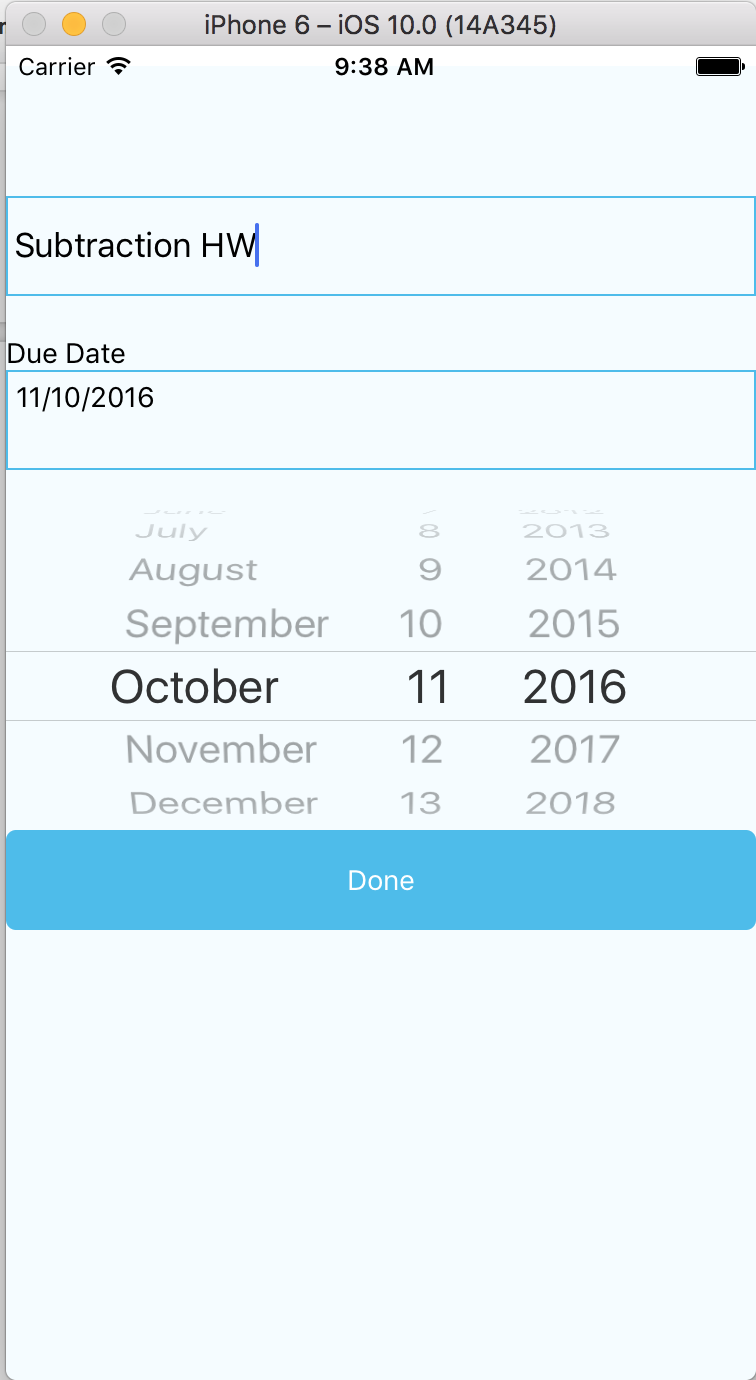 iPhone 6 – iOS 10.0 (14A345)
Carrier 9:38 AM
Subtraction HW
Due Date
11/10/2016
July 8 2013
August 9 2014
September 10 2015
October 11 2016
November 12 2017
December 13 2018
Done